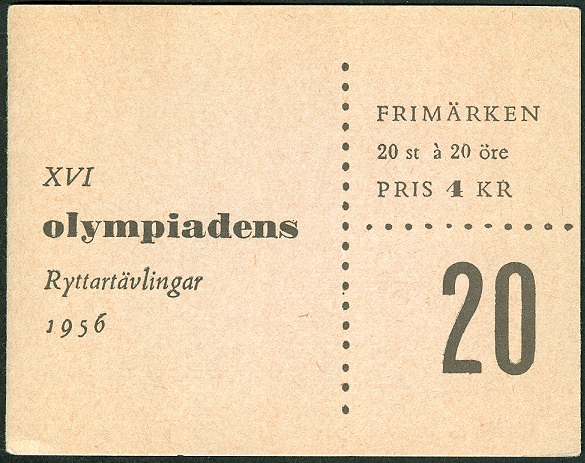 XVI
olympiadens
Ryttartävlingar
1956
FRIMÄRKEN
20 st à 20 öre
PRIS 4 KR
20